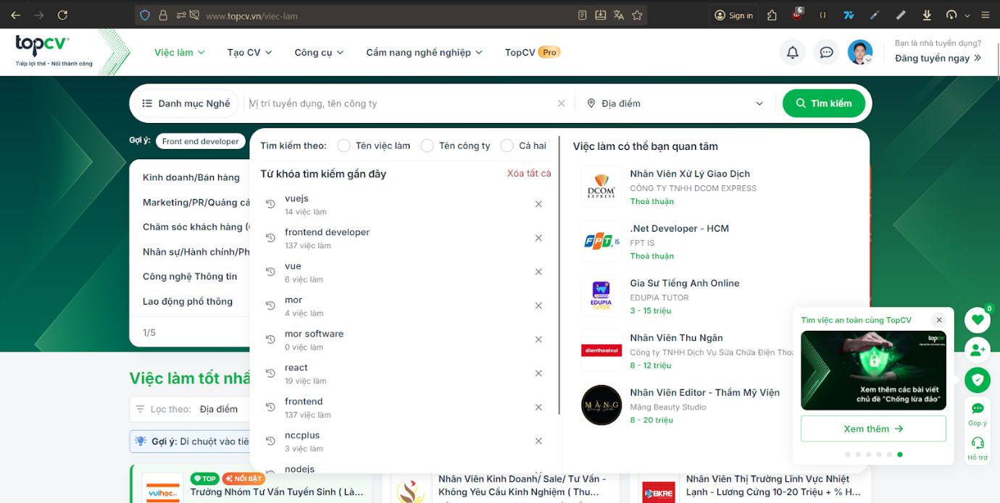 www.topcv.vn/viec-lam
Sign in
6
topcv
Tiếp lợi thế - Nối thành công
Việc làm
Tạo CV
Công cụ
Cẩm nang nghề nghiệp
TopCV Pro
Bạn là nhà tuyển dụng?
Đăng tuyển ngay
Danh mục Nghề
Vị trí tuyển dụng, tên công ty
Địa điểm
Tìm kiếm
Gợi ý:
Front end developer
Kinh doanh/Bán hàng
Marketing/PR/Quảng cá
Chăm sóc khách hàng (
Nhân sự/Hành chính/Ph
Công nghệ Thông tin
Lao động phổ thông
1/5
Tìm kiếm theo:
Tên việc làm
Tên công ty
Cả hai
Từ khóa tìm kiếm gần đây
Xóa tất cả
vuejs
14 việc làm
frontend developer
137 việc làm
vue
6 việc làm
mor
4 việc làm
mor software
0 việc làm
react
19 việc làm
frontend
137 việc làm
nccplus
3 việc làm
nodejs
Việc làm có thể bạn quan tâm
DCOM
EXPRESS
Nhân Viên Xử Lý Giao Dịch
CÔNG TY TNHH DCOM EXPRESS
Thoả thuận
FPT IS
.Net Developer - HCM
FPT IS
Thoả thuận
EDUPIA
TUTOR
Gia Sư Tiếng Anh Online
EDUPIA TUTOR
3 - 15 triệu
dienthoaivui
Nhân Viên Thu Ngân
Công ty TNHH Dịch Vụ Sửa Chữa Điện Tho
8 - 12 triệu
MĂNG
Nhân Viên Editor - Thẩm Mỹ Viện
Măng Beauty Studio
8 - 20 triệu
Tìm việc an toàn cùng TopCV
topcv
Xem thêm các bài viết
chủ đề "Chống lừa đảo"
Xem thêm
0
Góp ý
Hỗ trợ
Việc làm tốt nhấ
Lọc theo:
Địa điểm
Gợi ý: Di chuột vào tiê
vuihoc
TOP
NỔI BẬT
Trưởng Nhóm Tư Vấn Tuyển Sinh ( Là...
Nhân Viên Kinh Doanh/ Sale/ Tư Vấn -
Không Yêu Cầu Kinh Nghiệm ( Thu...
BKRE
Nhân Viên Thị Trường Lĩnh Vực Nhiệt
Lạnh - Lương Cứng 10-20 Triệu + % H...